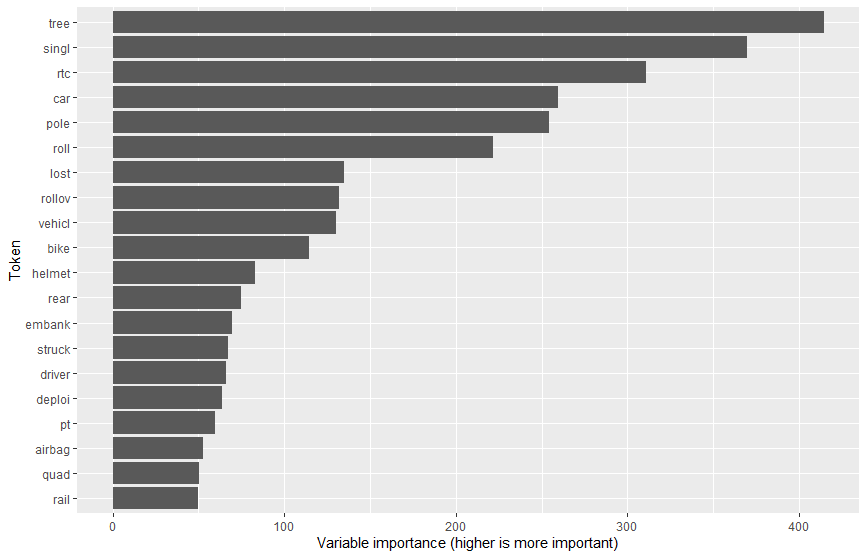 tree
singl
rtc
car
pole
roll
lost
rollov
vehicl
bike
helmet
rear
embank
struck
driver
deploi
pt
airbag
quad
rail
Token
0 100 200 300 400
Variable importance (higher is more important)